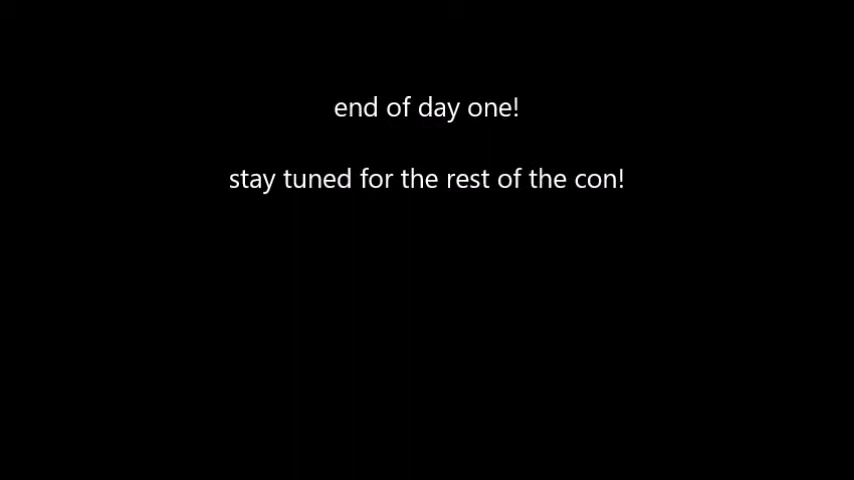 end of day one!
stay tuned for the rest of the con!